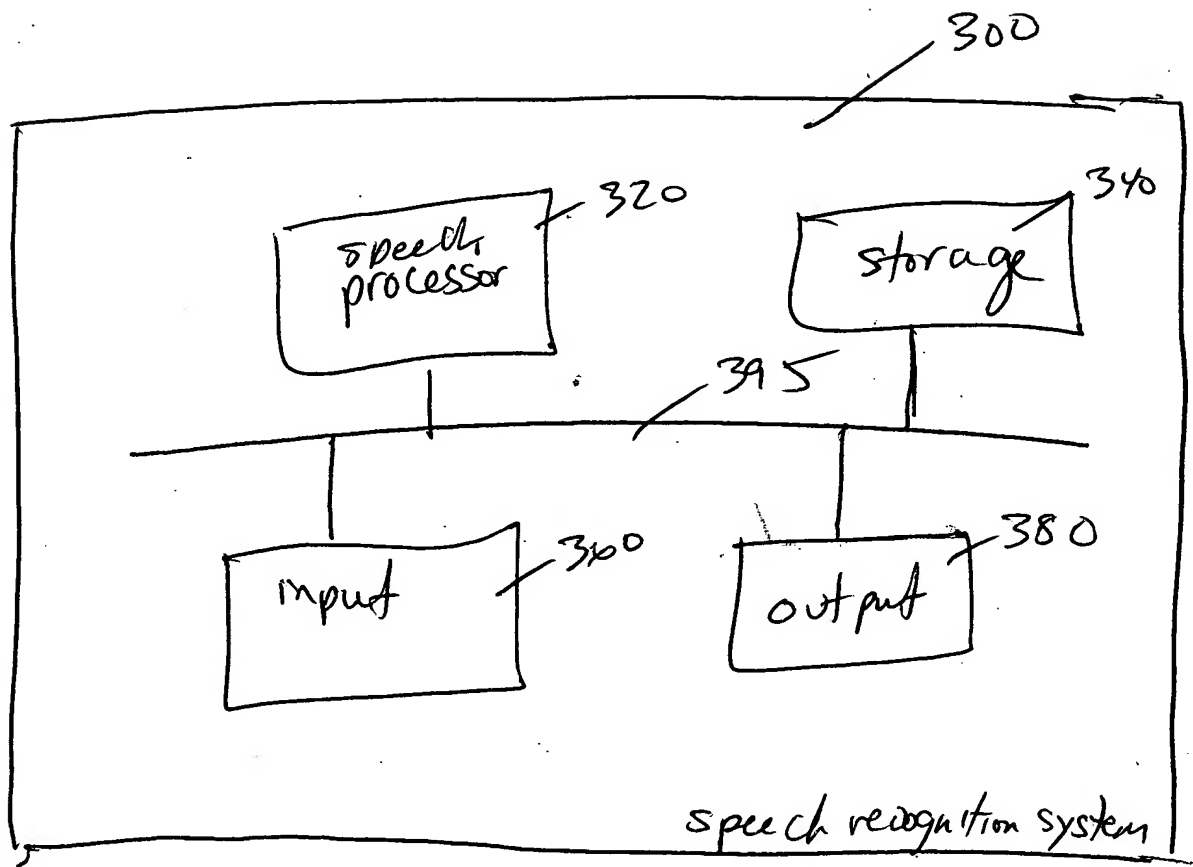 300
320
speech
processor
340
storage
395
360
input
380
output
speech recognition system